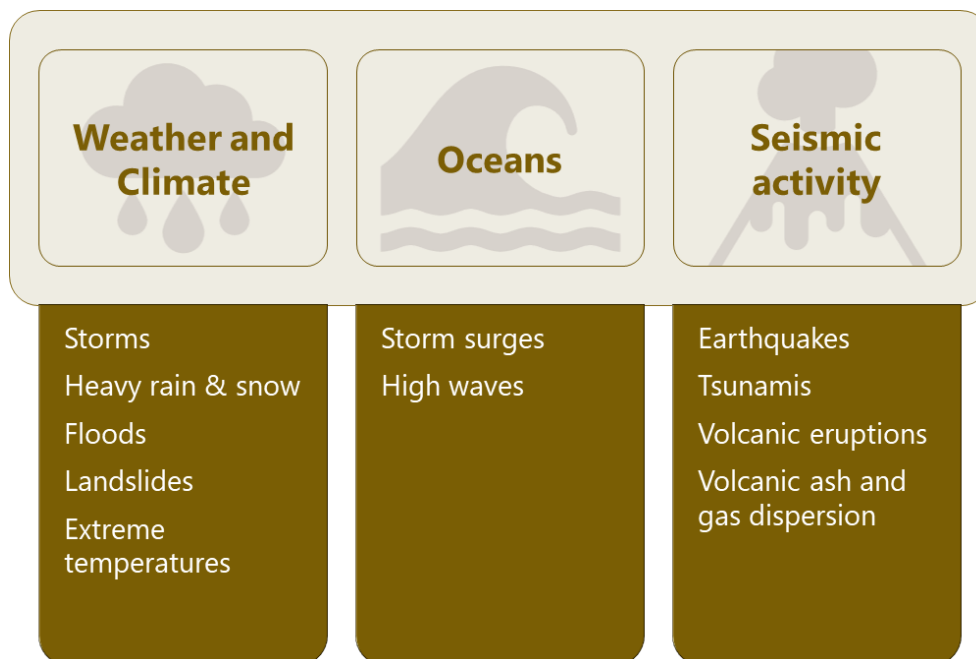 Weather and
Climate
Storms
Heavy rain & snow
Floods
Landslides
Extreme
temperatures
Oceans
Storm surges
High waves
Seismic
activity
Earthquakes
Tsunamis
Volcanic eruptions
Volcanic ash and
gas dispersion